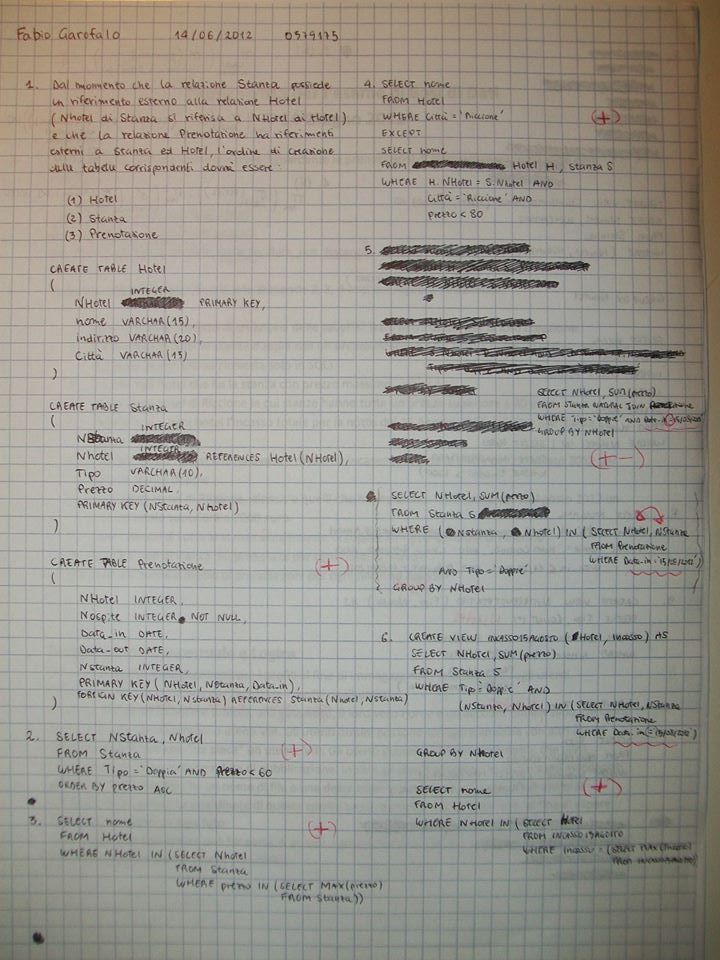 Fabio Garofalo 14/06/2012 0579175
1. Dal momento che la relazione Stanza possiede
un riferimento esterno alla relazione Hotel
(Nhotel di Stanza si riferisca a NHotel di Hotel)
e che la relazione Prenotazione ha riferimenti
esterni a Stanza ed Hotel, l'ordine di creazione
delle tabelle corrispondenti dovrà essere:
(1) Hotel
(2) Stanza
(3) Prenotazione
CREATE TABLE Hotel
(
INTEGER
NHotel PRIMARY KEY,
nome VARCHAR(15),
indirizzo VARCHAR(20),
Città VARCHAR(15)
)
CREATE TABLE Stanza
(
INTEGER
NStanza
INTEGER
Nhotel REFERENCES Hotel(NHotel),
Tipo VARCHAR(10),
Prezzo DECIMAL,
PRIMARY KEY(NStanza, Nhotel)
)
CREATE TABLE Prenotazione (+)
(
NHotel INTEGER,
Nospite INTEGER NOT NULL,
Data_in DATE,
Data-out DATE,
Nstanza INTEGER,
PRIMARY KEY(NHotel, NStanza, Data-in),
FOREIGN KEY(NHotel, Nstanza) REFERENCES Stanza(Nhotel, NStanza)
)
2. SELECT NStanza, Nhotel
FROM Stanza (+)
WHERE Tipo='Doppia' AND Prezzo<60
ORDER BY prezzo ASC
3. SELECT nome (+)
FROM Hotel
WHERE NHotel IN (SELECT Nhotel
FROM Stanza
WHERE prezzo IN (SELECT MAX(prezzo)
FROM Stanza))
4. SELECT nome
FROM Hotel
WHERE Città='Riccione' (+)
EXCEPT
SELECT nome
FROM Hotel H, Stanza S
WHERE H.NHotel = S.Nhotel AND
Città='Riccione' AND
prezzo<80
5.
SELECT NHotel, SUM(prezzo)
FROM Stanza NATURAL JOIN Prenotazione
WHERE Tipo='Doppie' AND Data-in
GROUP BY NHotel
(+-)
SELECT NHotel, SUM(prezzo)
FROM Stanza S
WHERE (Nstanza, Nhotel) IN (SELECT NHotel, NStanza
FROM Prenotazione
WHERE Data-in='15/08/2012')
AND Tipo='Doppie'
GROUP BY NHotel
6. CREATE VIEW INCASSO15AGOSTO (Hotel, Incasso) AS
SELECT NHotel, SUM(prezzo)
FROM Stanza S
WHERE Tipo='Doppie' AND
(NStanza, NHotel) IN (SELECT NHotel, NStanza
FROM Prenotazione
WHERE Data-in='15/08/2012')
GROUP BY NHotel
SELECT nome (+)
FROM Hotel
WHERE NHotel IN (SELECT Hotel
FROM INCASSO15AGOSTO
WHERE Incasso = (SELECT MAX(Incasso)
FROM INCASSO15AGOSTO))